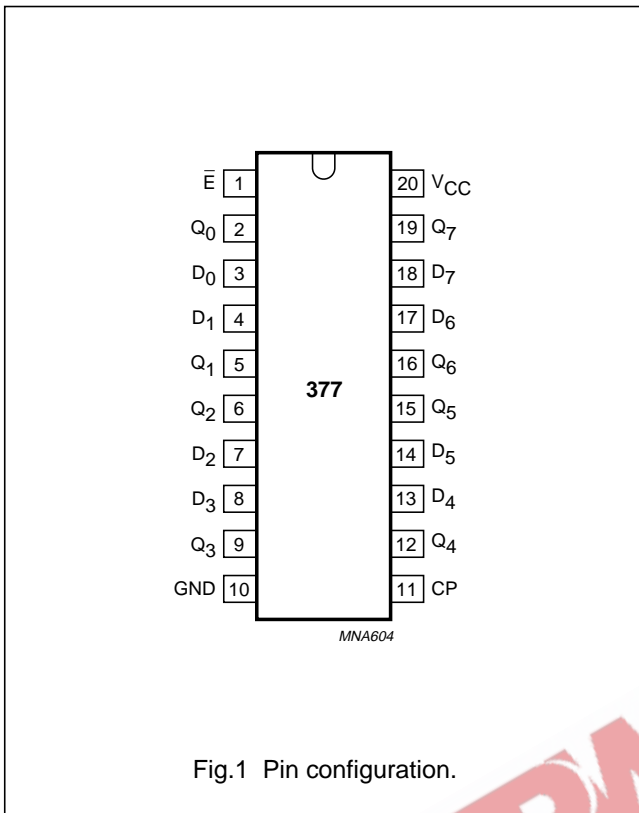 E̅ 1 20 VCC
Q0 2 19 Q7
D0 3 18 D7
D1 4 17 D6
Q1 5 16 Q6
377
Q2 6 15 Q5
D2 7 14 D5
D3 8 13 D4
Q3 9 12 Q4
GND 10 11 CP
MNA604
Fig.1 Pin configuration.